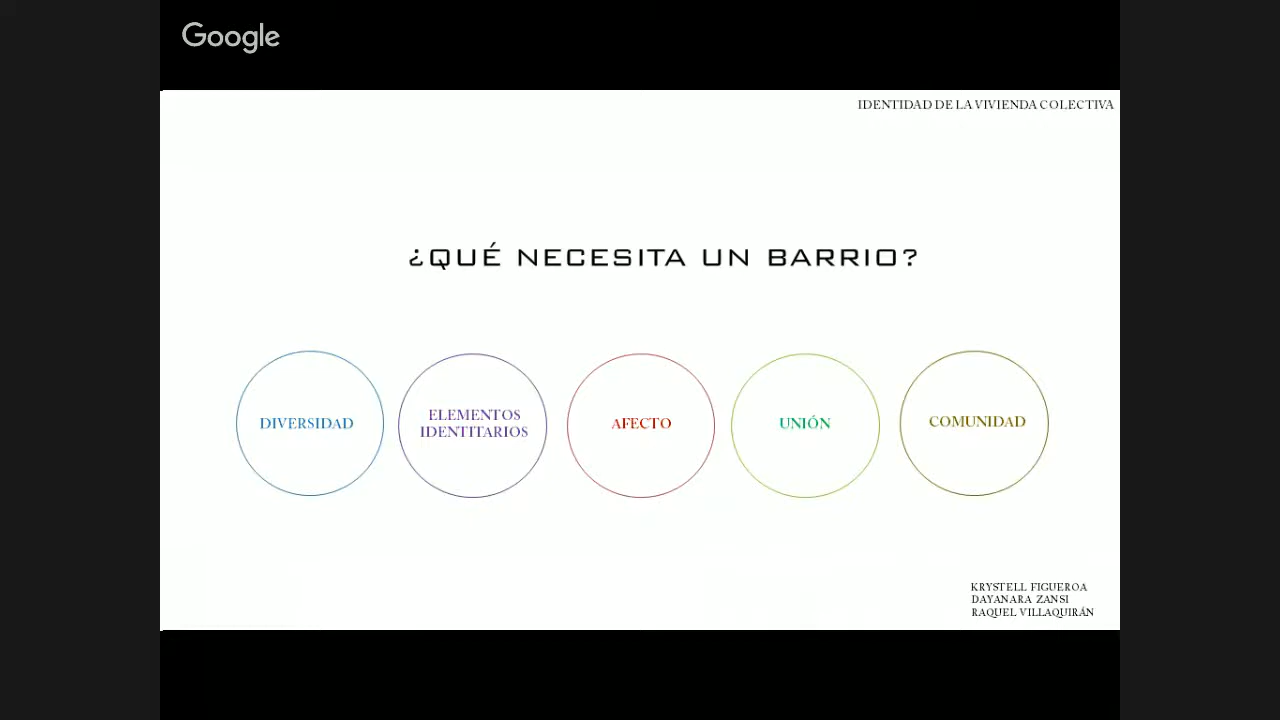 Google
IDENTIDAD DE LA VIVIENDA COLECTIVA
¿QUÉ NECESITA UN BARRIO?
DIVERSIDAD
ELEMENTOS
IDENTITARIOS
AFECTO
UNIÓN
COMUNIDAD
KRYSTELL FIGUEROA
DAYANARA ZANSI
RAQUEL VILLAQUIRÁN